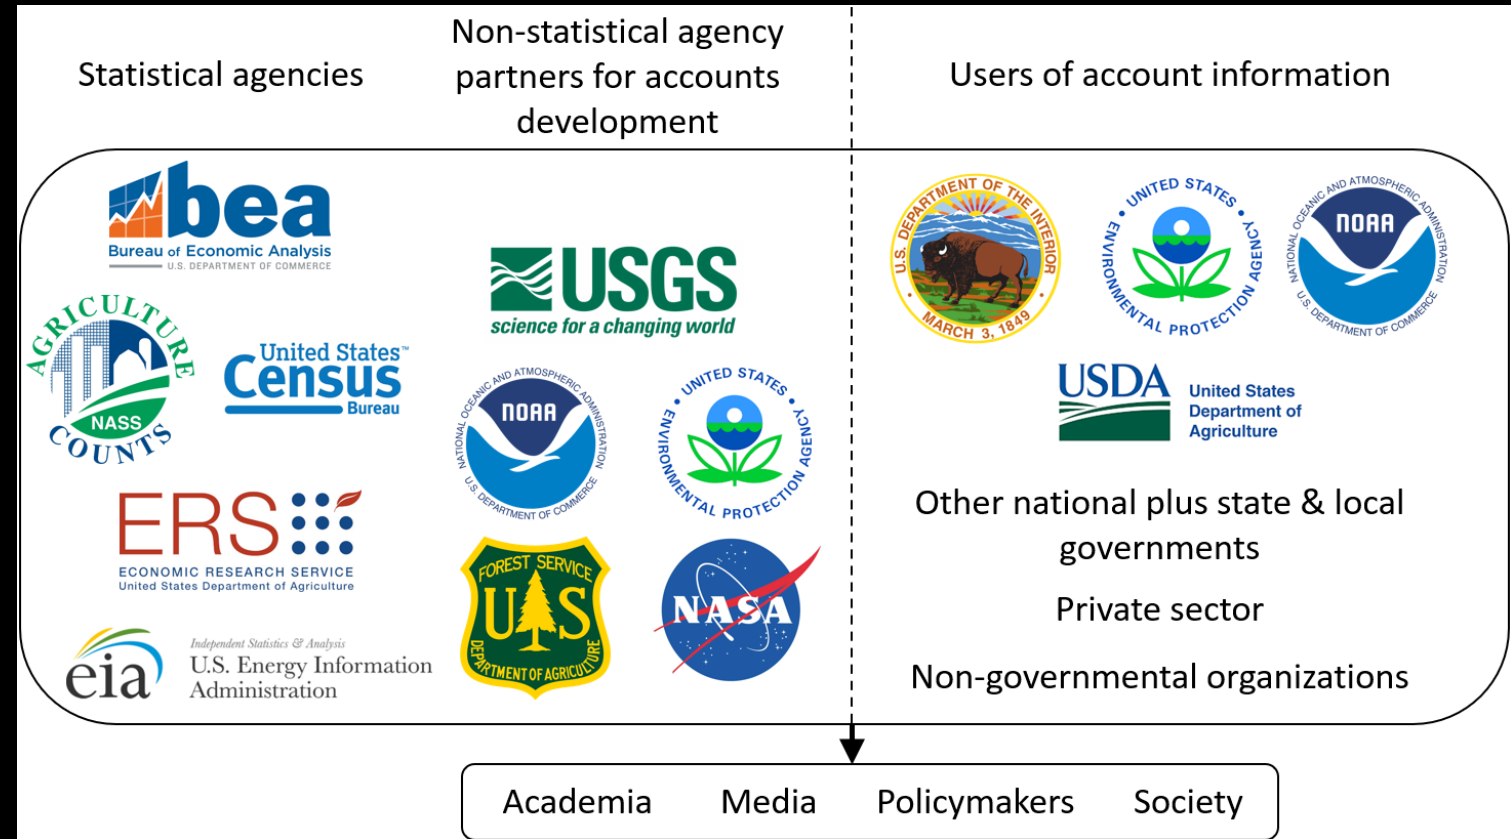 Statistical agencies
Non-statistical agency
partners for accounts
development
Users of account information
bea
Bureau of Economic Analysis
U.S. DEPARTMENT OF COMMERCE
AGRICULTURE
NASS
COUNTS
United States™
Census
Bureau
ERS
ECONOMIC RESEARCH SERVICE
United States Department of Agriculture
eia
Independent Statistics & Analysis
U.S. Energy Information
Administration
USGS
science for a changing world
NATIONAL OCEANIC AND ATMOSPHERIC ADMINISTRATION
NOAA
U.S. DEPARTMENT OF COMMERCE
UNITED STATES
ENVIRONMENTAL PROTECTION AGENCY
FOREST SERVICE
U S
DEPARTMENT OF AGRICULTURE
NASA
U.S. DEPARTMENT OF THE INTERIOR
MARCH 3, 1849
UNITED STATES
ENVIRONMENTAL PROTECTION AGENCY
NATIONAL OCEANIC AND ATMOSPHERIC ADMINISTRATION
NOAA
U.S. DEPARTMENT OF COMMERCE
USDA
United States
Department of
Agriculture
Other national plus state & local
governments
Private sector
Non-governmental organizations
Academia Media Policymakers Society